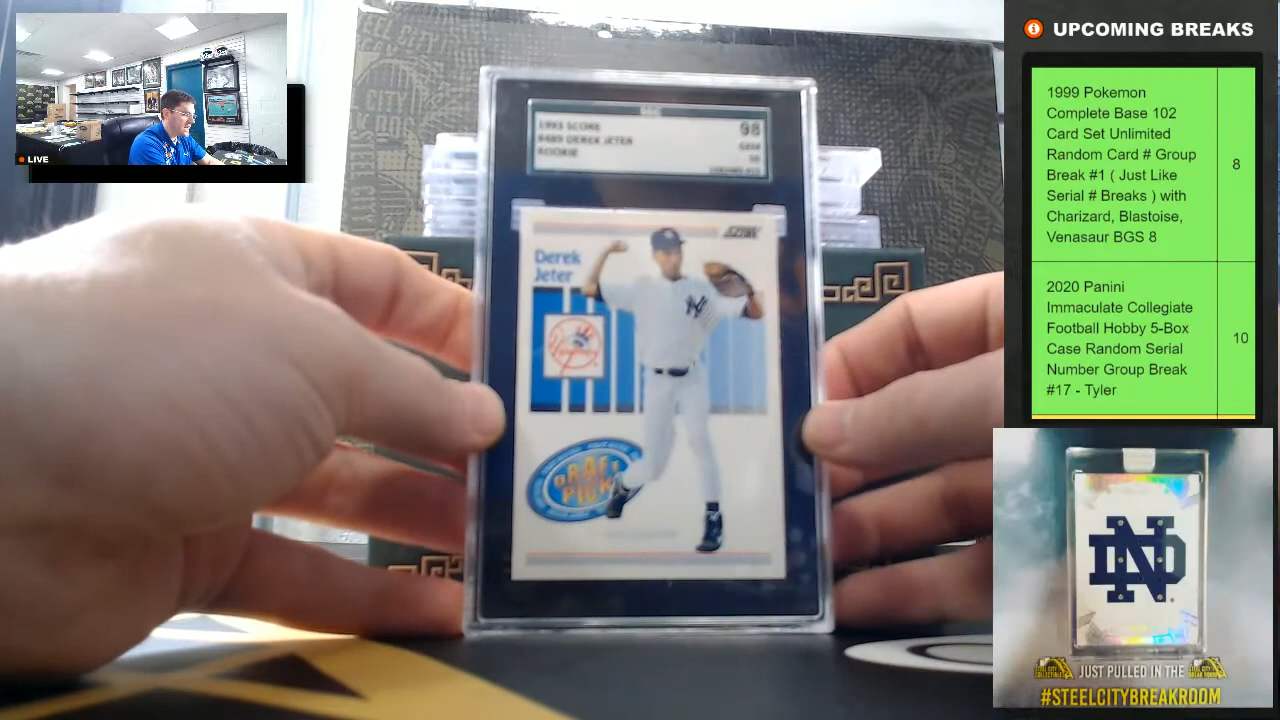 LIVE
1993 SCORE
#489 DEREK JETER
ROOKIE
98
GEM
10
SCORE
Derek
Jeter
DRAFT
PICK
UPCOMING BREAKS
1999 Pokemon
Complete Base 102
Card Set Unlimited
Random Card # Group
Break #1 ( Just Like
Serial # Breaks ) with
Charizard, Blastoise,
Venasaur BGS 8
8
2020 Panini
Immaculate Collegiate
Football Hobby 5-Box
Case Random Serial
Number Group Break
#17 - Tyler
10
JUST PULLED IN THE
#STEELCITYBREAKROOM